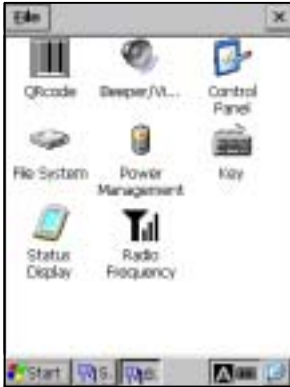 File ×
QRcode Beeper/Vi... Control
Panel
File System Power
Management Key
Status
Display Radio
Frequency
Start S.. A